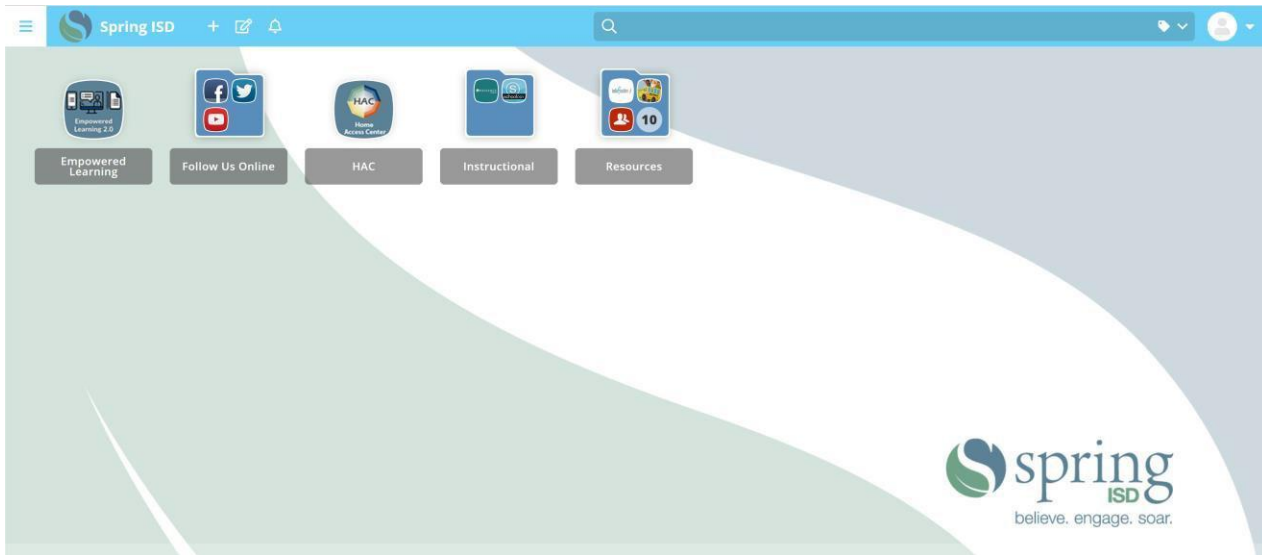 Spring ISD
Empowered
Learning 2.0
HAC
Home
Access Center
10
Empowered
Learning
Follow Us Online
HAC
Instructional
Resources
spring
ISD
believe. engage. soar.